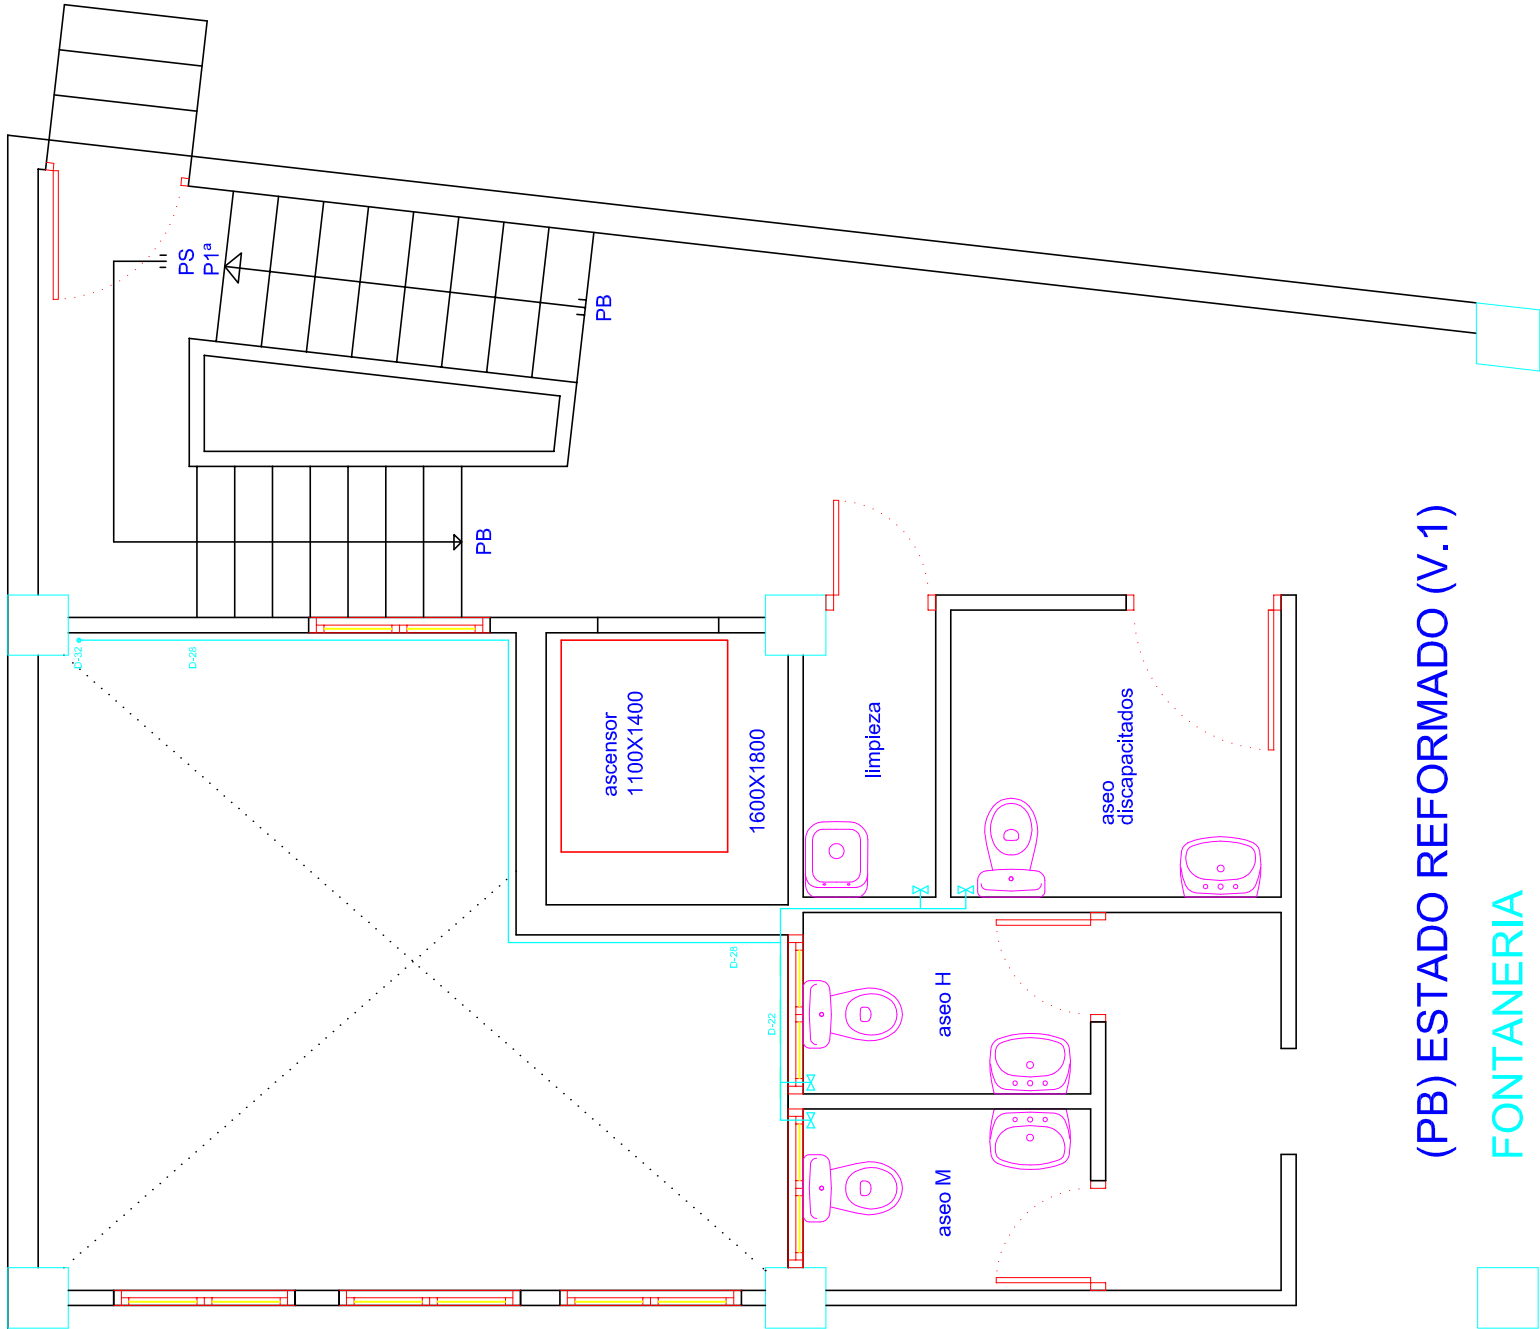 PS
P1ª
PB
PB
D-32
D-28
ascensor
1100X1400
1600X1800
limpieza
aseo
discapacitados
D-28
D-22
aseo H
aseo M
(PB) ESTADO REFORMADO (V.1)
FONTANERIA